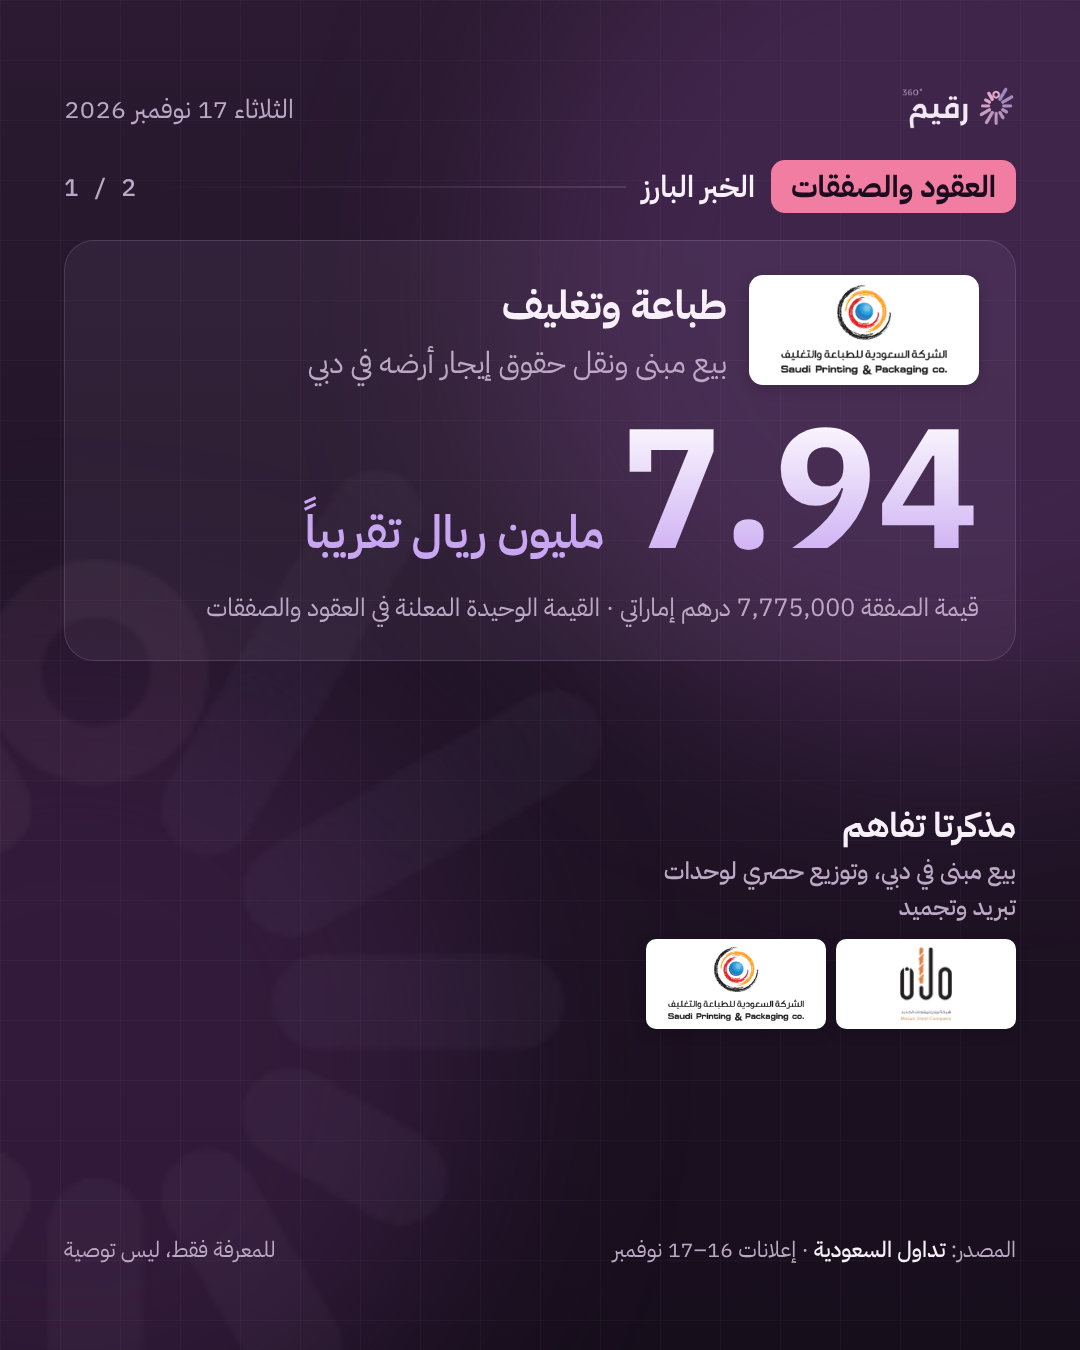 رقيم 360°
الثلاثاء 17 نوفمبر 2026
العقود والصفقات
الخبر البارز
1 / 2
الشركة السعودية للطباعة والتغليف
Saudi Printing & Packaging co.
طباعة وتغليف
بيع مبنى ونقل حقوق إيجار أرضه في دبي
7.94 مليون ريال تقريباً
قيمة الصفقة 7,775,000 درهم إماراتي · القيمة الوحيدة المعلنة في العقود والصفقات
مذكرتا تفاهم
بيع مبنى في دبي، وتوزيع حصري لوحدات
تبريد وتجميد
الشركة السعودية للطباعة والتغليف
Saudi Printing & Packaging co.
المصدر: تداول السعودية · إعلانات 16–17 نوفمبر
للمعرفة فقط، ليس توصية